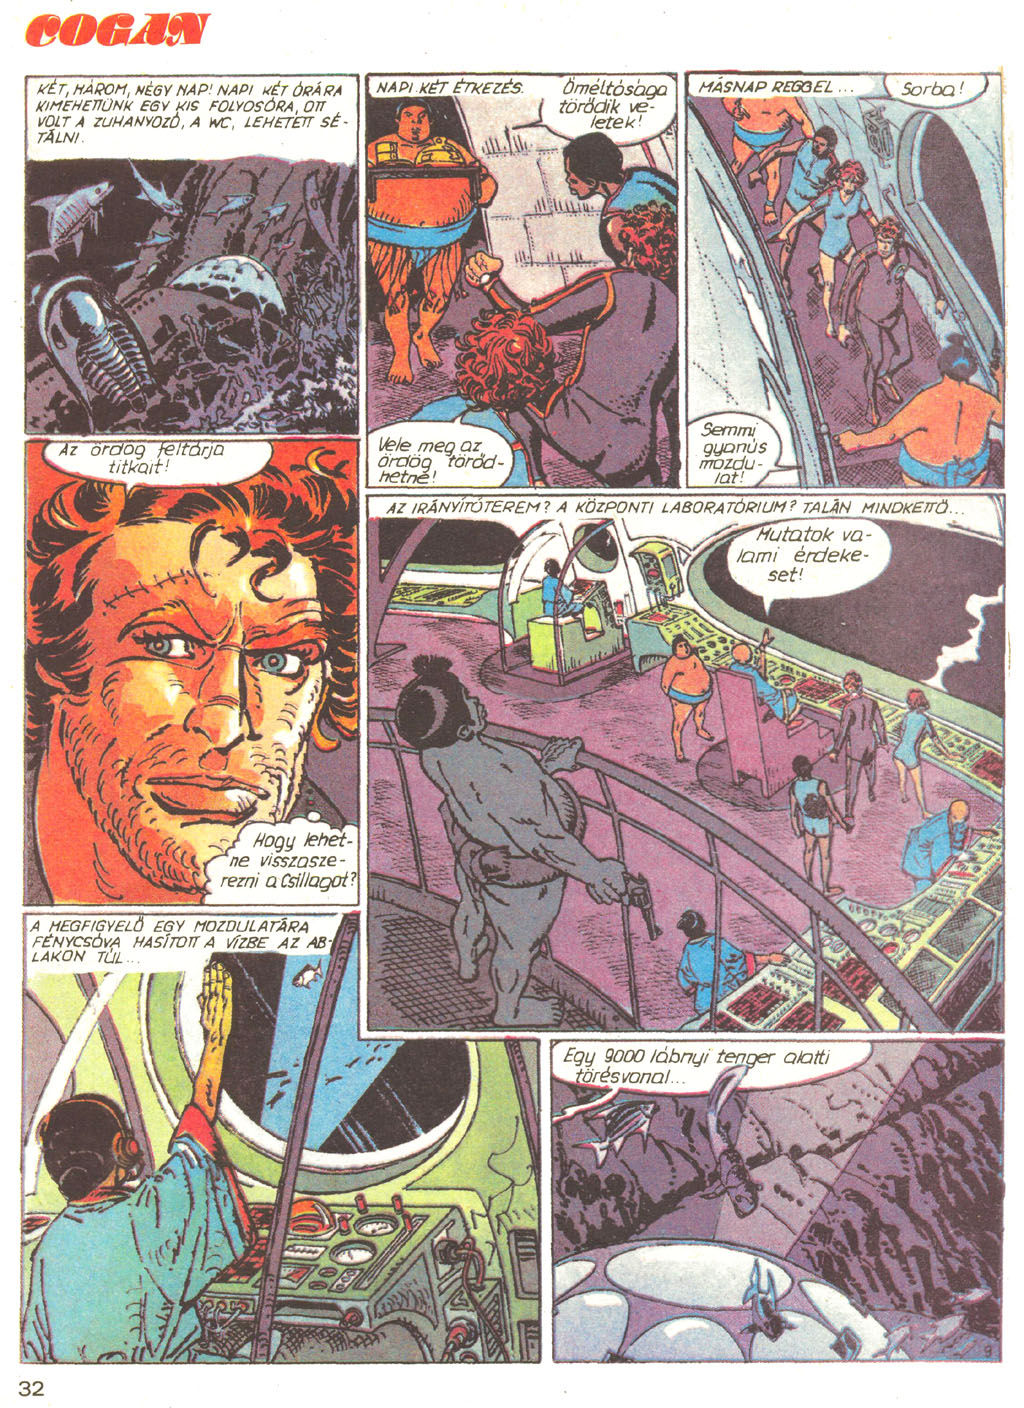 COGAN
KÉT, HÁROM, NÉGY NAP! NAPI KÉT ÓRÁRA
KIMEHETTÜNK EGY KIS FOLYOSÓRA, OTT
VOLT A ZUHANYOZÓ, A WC, LEHETETT SÉ-
TÁLNI.
NAPI KÉT ÉTKEZÉS.
Őméltósága
törődik ve-
letek!
Vele meg az
ördög törőd-
hetne!
MÁSNAP REGGEL...
Sorba!
Semmi
gyanús
mozdu-
lat!
Az ördög feltárja
titkait!
Hogy lehet-
ne visszasze-
rezni a Csillagot?
AZ IRÁNYÍTÓTEREM? A KÖZPONTI LABORATÓRIUM? TALÁN MINDKETTŐ...
Mutatok va-
lami érdeke-
set!
A MEGFIGYELŐ EGY MOZDULATÁRA
FÉNYCSÓVA HASÍTOTT A VÍZBE AZ AB-
LAKON TÚL...
Egy 9000 lábnyi tenger alatti
törésvonal...
9
32